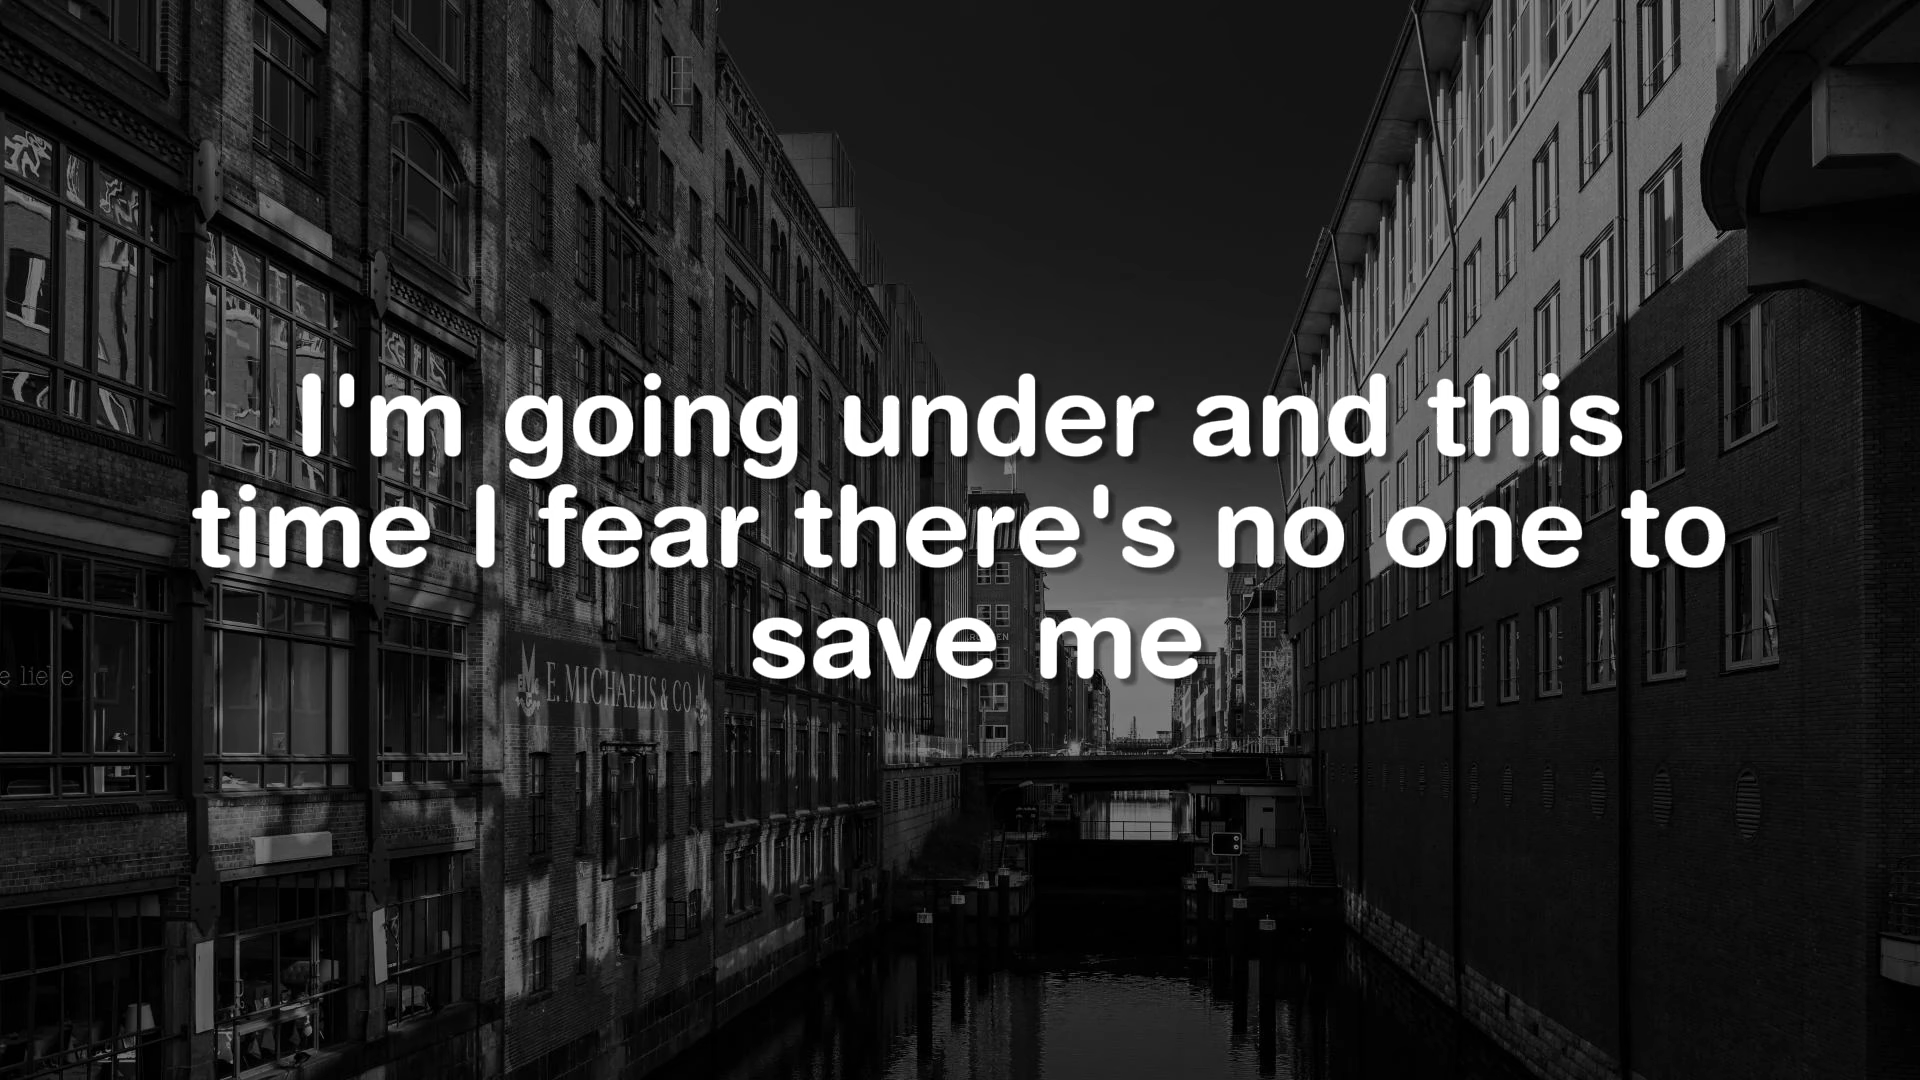 I'm going under and this
time I fear there's no one to
save me
E. MICHAELIS & CO.